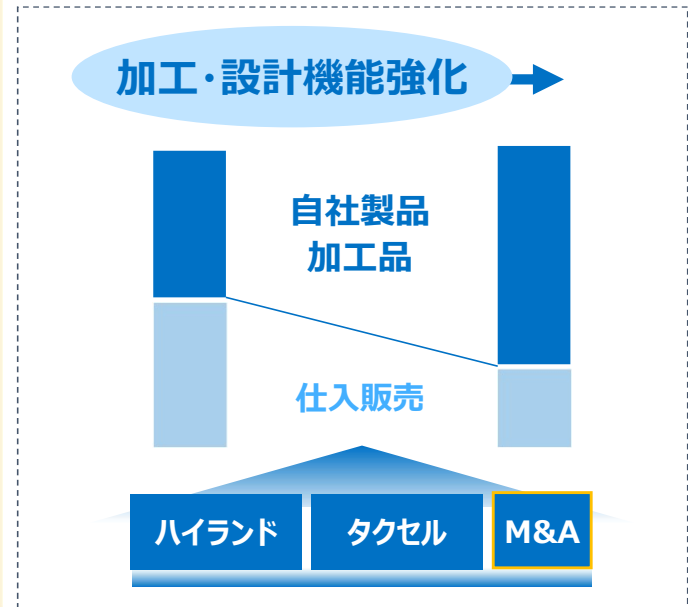 加工･設計機能強化
自社製品
加工品
仕入販売
ハイランド
タクセル
M&A